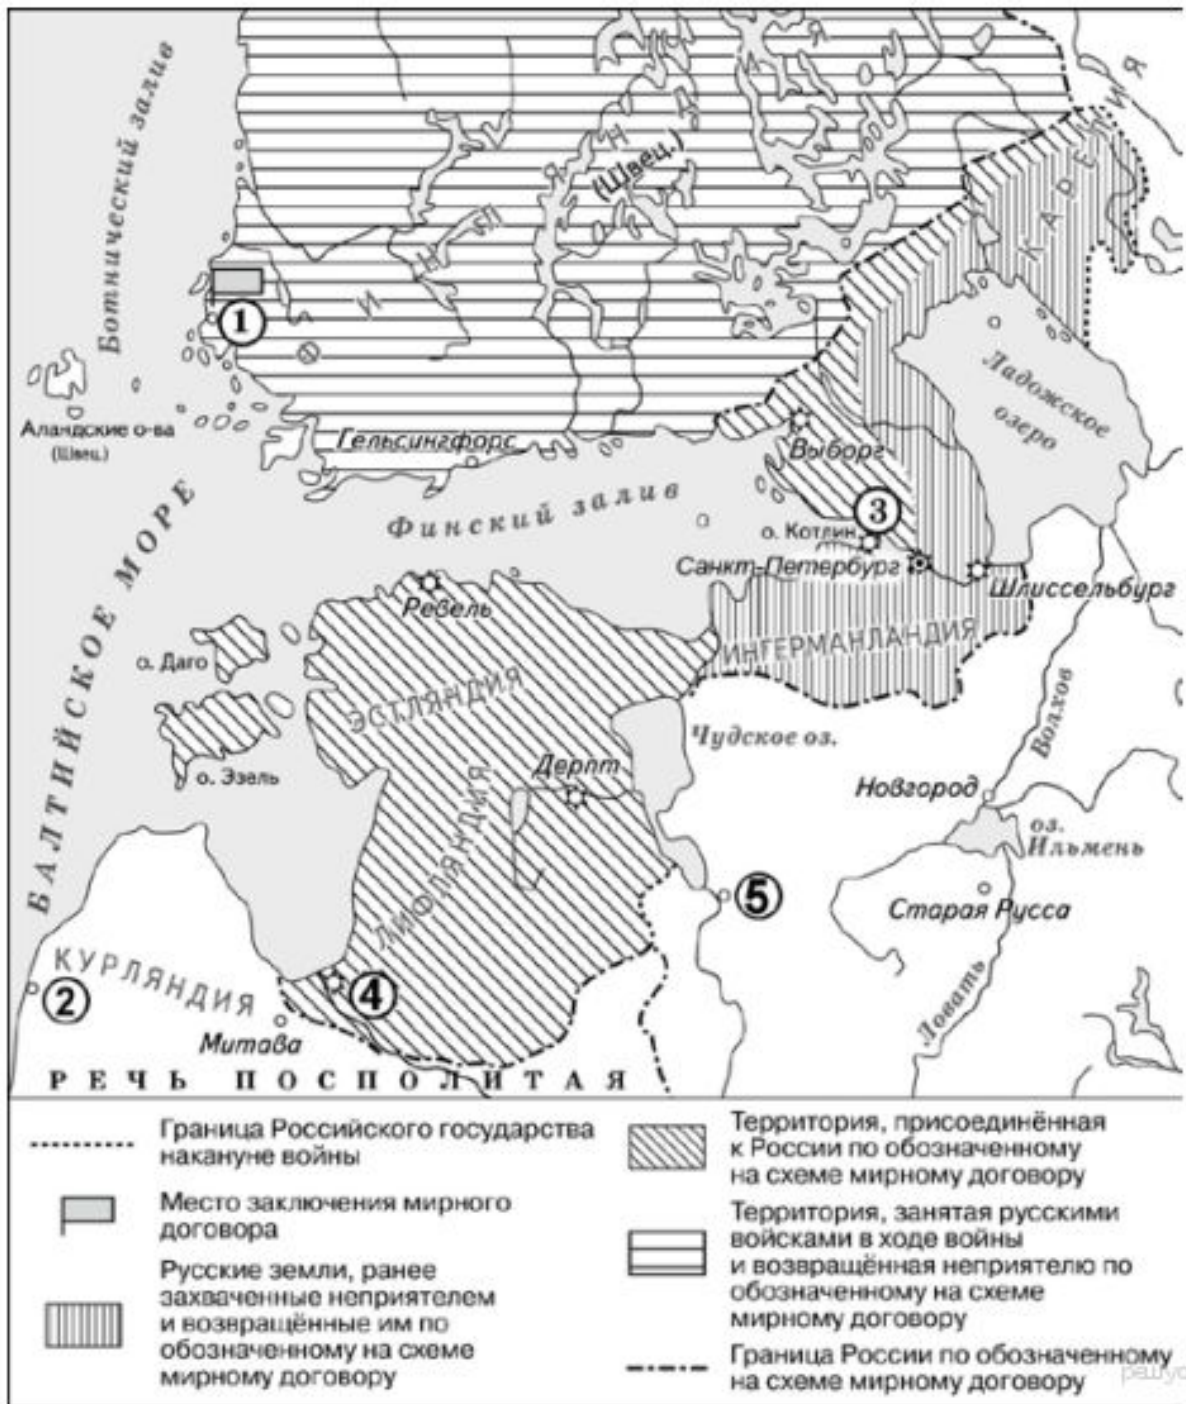 Ботнический залив
ФИНЛЯНДИЯ
(Швец.)
КАРЕЛИЯ
1
Аландские о-ва
(Швец.)
Ладожское
озеро
Гельсингфорс
Выборг
Финский залив
3
о. Котлин
Санкт-Петербург
Шлиссельбург
БАЛТИЙСКОЕ МОРЕ
Ревель
ИНГЕРМАНЛАНДИЯ
о. Даго
ЭСТЛЯНДИЯ
Волхов
Чудское оз.
о. Эзель
Дерпт
Новгород
ЛИФЛЯНДИЯ
оз.
Ильмень
5
Старая Русса
КУРЛЯНДИЯ
2
4
Ловать
Митава
РЕЧЬ ПОСПОЛИТАЯ
Граница Российского государства
накануне войны
Место заключения мирного
договора
Русские земли, ранее
захваченные неприятелем
и возвращённые им по
обозначенному на схеме
мирному договору
Территория, присоединённая
к России по обозначенному
на схеме мирному договору
Территория, занятая русскими
войсками в ходе войны
и возвращённая неприятелю по
обозначенному на схеме
мирному договору
Граница России по обозначенному
на схеме мирному договору